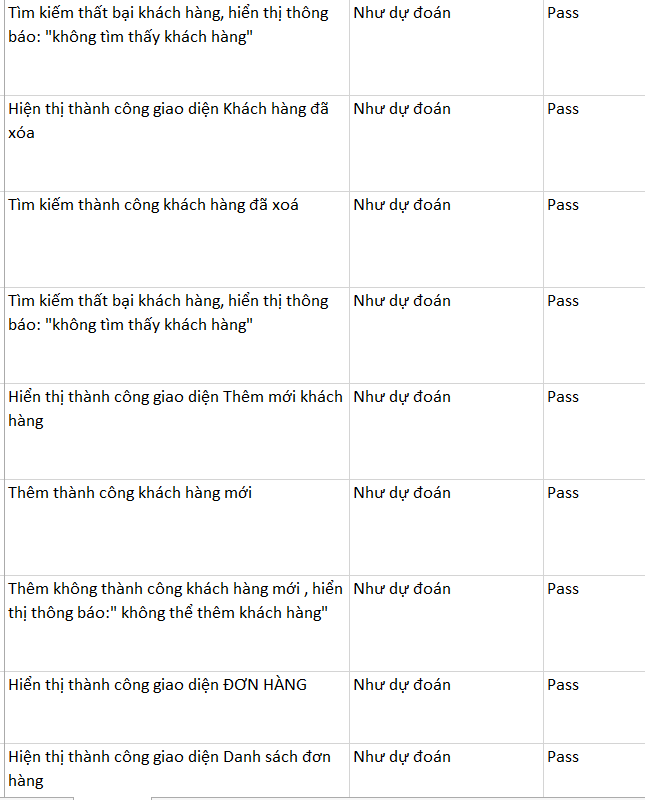 Tìm kiếm thất bại khách hàng, hiển thị thông
báo: "không tìm thấy khách hàng"
Như dự đoán
Pass
Hiện thị thành công giao diện Khách hàng đã
xóa
Như dự đoán
Pass
Tìm kiếm thành công khách hàng đã xoá
Như dự đoán
Pass
Tìm kiếm thất bại khách hàng, hiển thị thông
báo: "không tìm thấy khách hàng"
Như dự đoán
Pass
Hiển thị thành công giao diện Thêm mới khách
hàng
Như dự đoán
Pass
Thêm thành công khách hàng mới
Như dự đoán
Pass
Thêm không thành công khách hàng mới , hiển
thị thông báo:" không thể thêm khách hàng"
Như dự đoán
Pass
Hiển thị thành công giao diện ĐƠN HÀNG
Như dự đoán
Pass
Hiện thị thành công giao diện Danh sách đơn
hàng
Như dự đoán
Pass